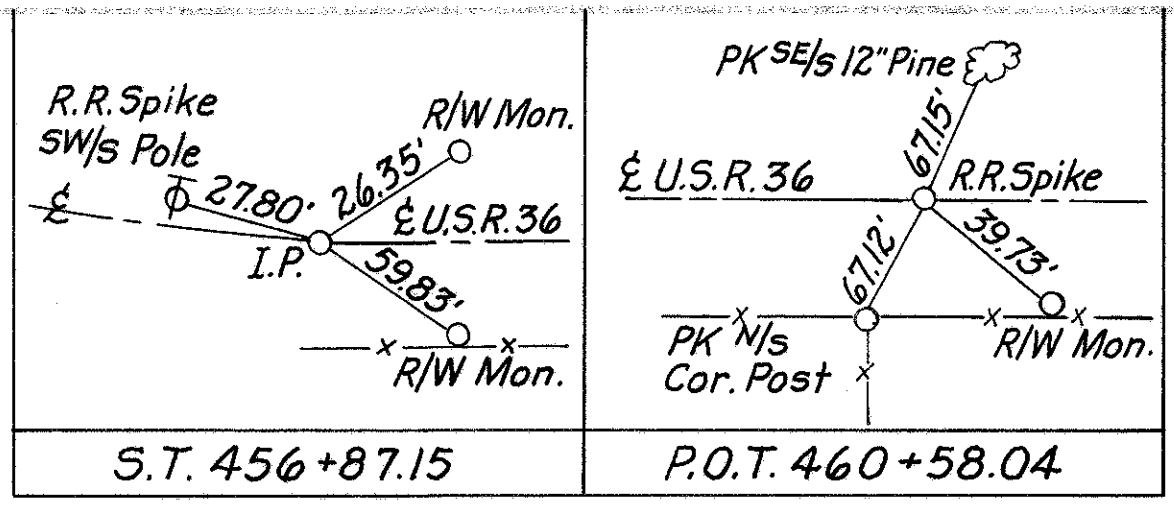 R.R. Spike
SW/s Pole
℄
27.80'
26.35'
R/W Mon.
℄ U.S.R. 36
I.P.
59.83'
x x
R/W Mon.
S.T. 456+87.15
PK SE/s 12" Pine
67.15'
℄ U.S.R. 36
R.R. Spike
67.12'
39.73'
x x x
PK N/s
Cor. Post
x
R/W Mon.
P.O.T. 460+58.04